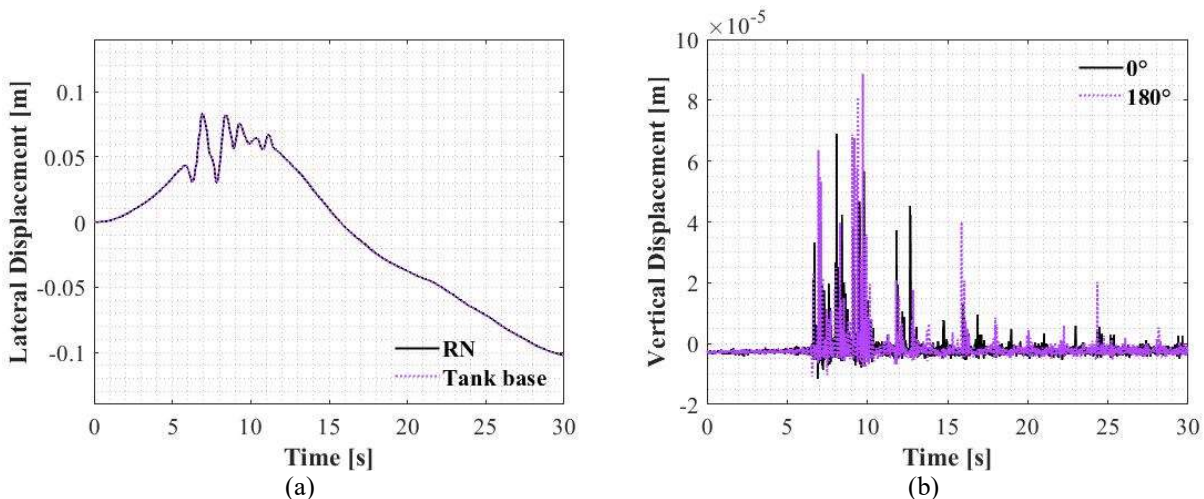 Lateral Displacement [m]
0.1
0.05
0
-0.05
-0.1
RN
Tank base
0 5 10 15 20 25 30
Time [s]
(a)
×10⁻⁵
Vertical Displacement [m]
10
8
6
4
2
0
-2
0°
180°
0 5 10 15 20 25 30
Time [s]
(b)